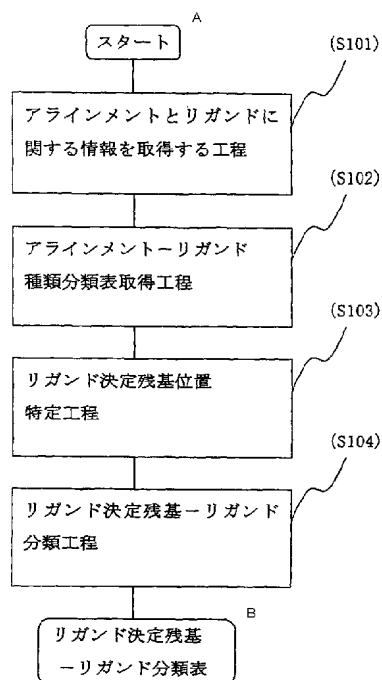 A
スタート
(S101)
アラインメントとリガンドに
関する情報を取得する工程
(S102)
アラインメントーリガンド
種類分類表取得工程
(S103)
リガンド決定残基位置
特定工程
(S104)
リガンド決定残基－リガンド
分類工程
B
リガンド決定残基
－リガンド分類表